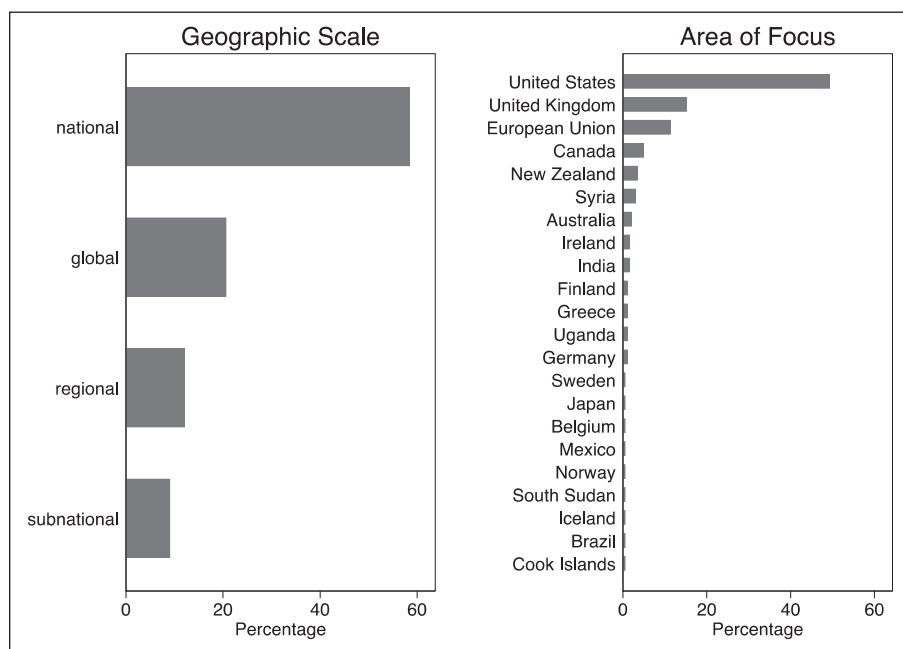 Geographic Scale
national
global
regional
subnational
0 20 40 60
Percentage
Area of Focus
United States
United Kingdom
European Union
Canada
New Zealand
Syria
Australia
Ireland
India
Finland
Greece
Uganda
Germany
Sweden
Japan
Belgium
Mexico
Norway
South Sudan
Iceland
Brazil
Cook Islands
0 20 40 60
Percentage